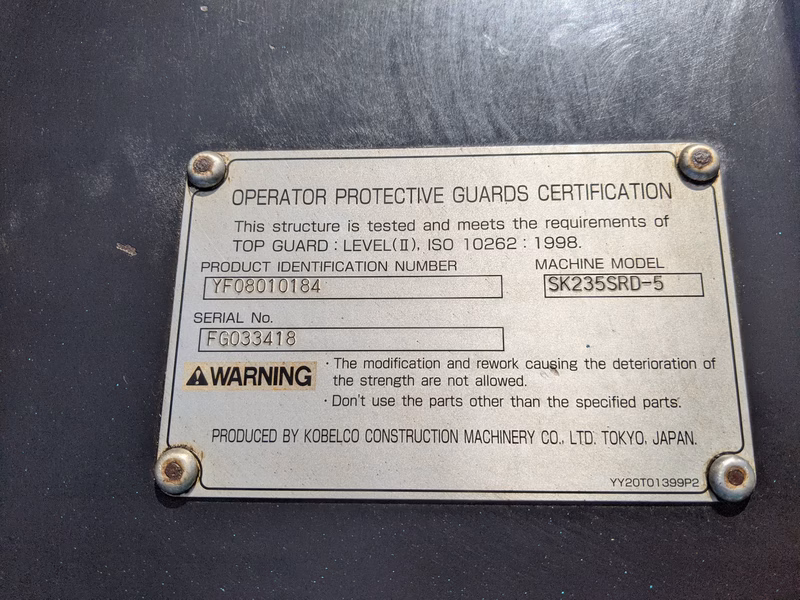 OPERATOR PROTECTIVE GUARDS CERTIFICATION
This structure is tested and meets the requirements of
TOP GUARD : LEVEL(II), ISO 10262 : 1998.
PRODUCT IDENTIFICATION NUMBER
MACHINE MODEL
YF08010184
SK235SRD-5
SERIAL No.
FG033418
⚠WARNING
・The modification and rework causing the deterioration of
the strength are not allowed.
・Don't use the parts other than the specified parts.
PRODUCED BY KOBELCO CONSTRUCTION MACHINERY CO., LTD. TOKYO, JAPAN.
YY20T01399P2